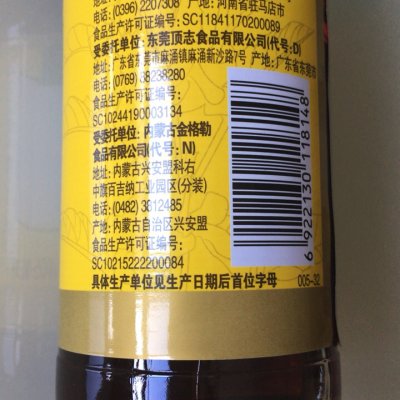 (0396) 2207308 产地: 河南省驻马店市
食品生产许可证编号: SC11841170200089
受委托单位: 东莞顶志食品有限公司(代号: D)
地址: 广东省东莞市麻涌镇麻涌新沙路7号 产地: 广东省东莞市
电话: (0769) 88238280
食品生产许可证编号:
SC10244190003134
受委托单位: 内蒙古金格勒
食品有限公司(代号: N)
地址: 内蒙古兴安盟科右
中旗百吉纳工业园区(分装)
电话: (0482) 3812485
产地: 内蒙古自治区兴安盟
食品生产许可证编号:
SC10215222200084
具体生产单位见生产日期后首位字母
005-32
6922130118148